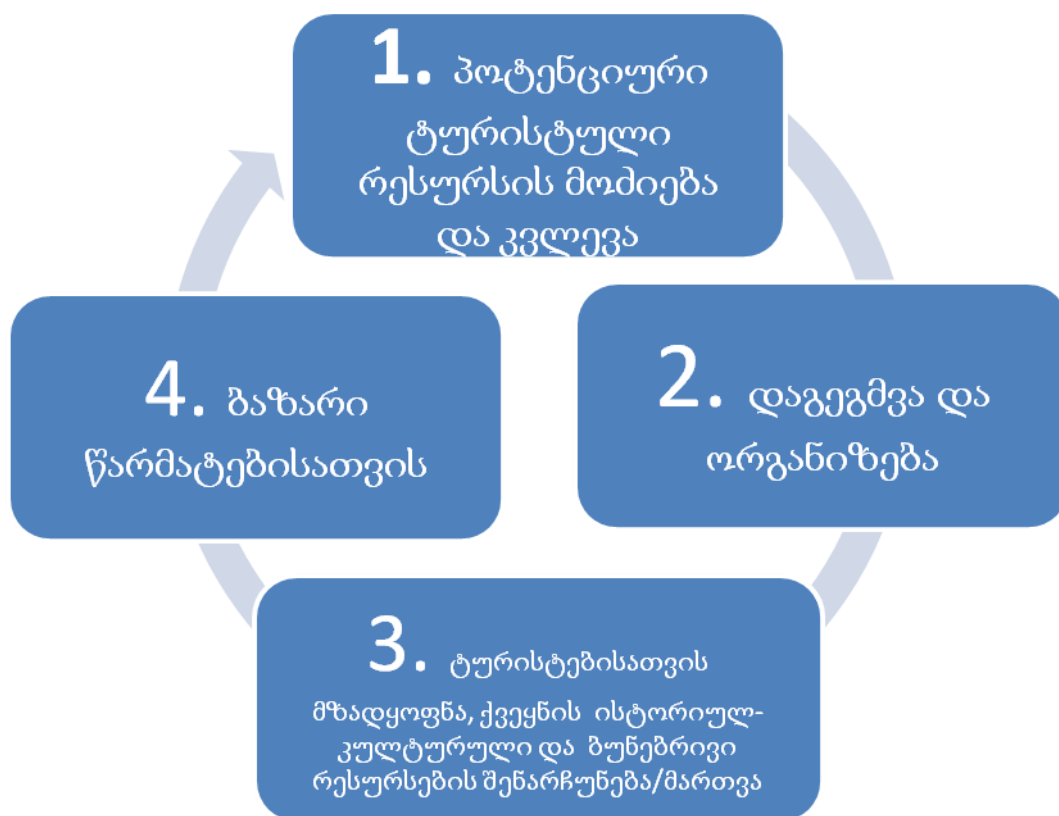 1. პოტენციური
ტურისტული
რესურსის მოძიება
და კვლევა
2. დაგეგმვა და
ორგანიზება
3. ტურისტებისათვის
მზადყოფნა, ქვეყნის ისტორიულ-
კულტურული და ბუნებრივი
რესურსების შენარჩუნება/მართვა
4. ბაზარი
წარმატებისათვის